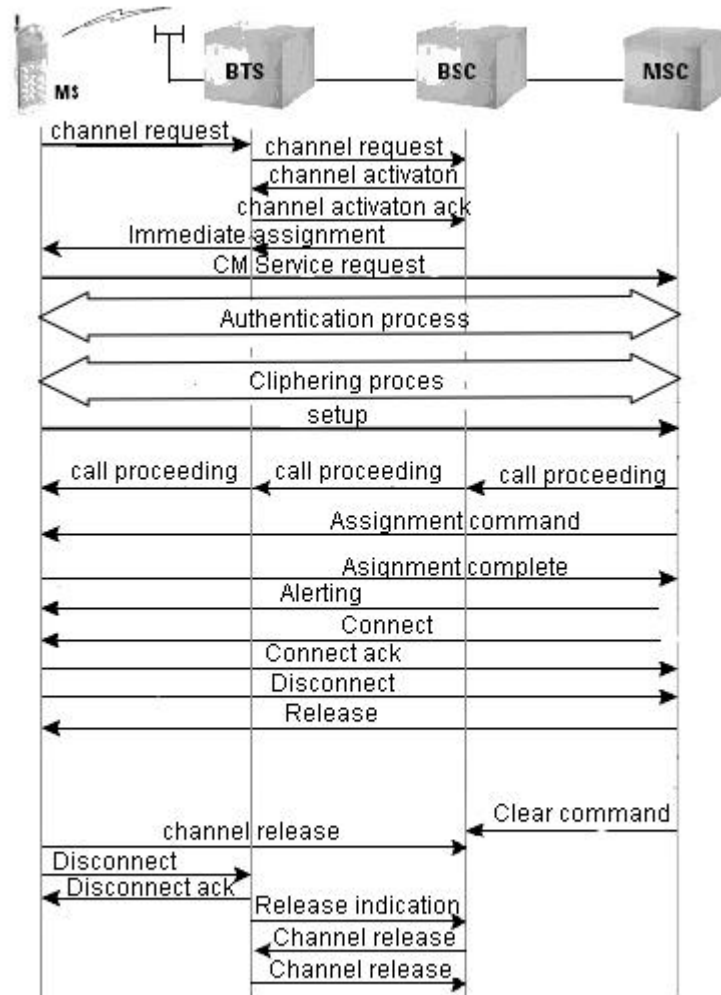 MS
BTS
BSC
MSC
channel request
channel request
channel activaton
channel activaton ack
Immediate assignment
CM Service request
Authentication process
Cliphering proces
setup
call proceeding call proceeding call proceeding
Assignment command
Asignment complete
Alerting
Connect
Connect ack
Disconnect
Release
Clear command
channel release
Disconnect
Disconnect ack
Release indication
Channel release
Channel release